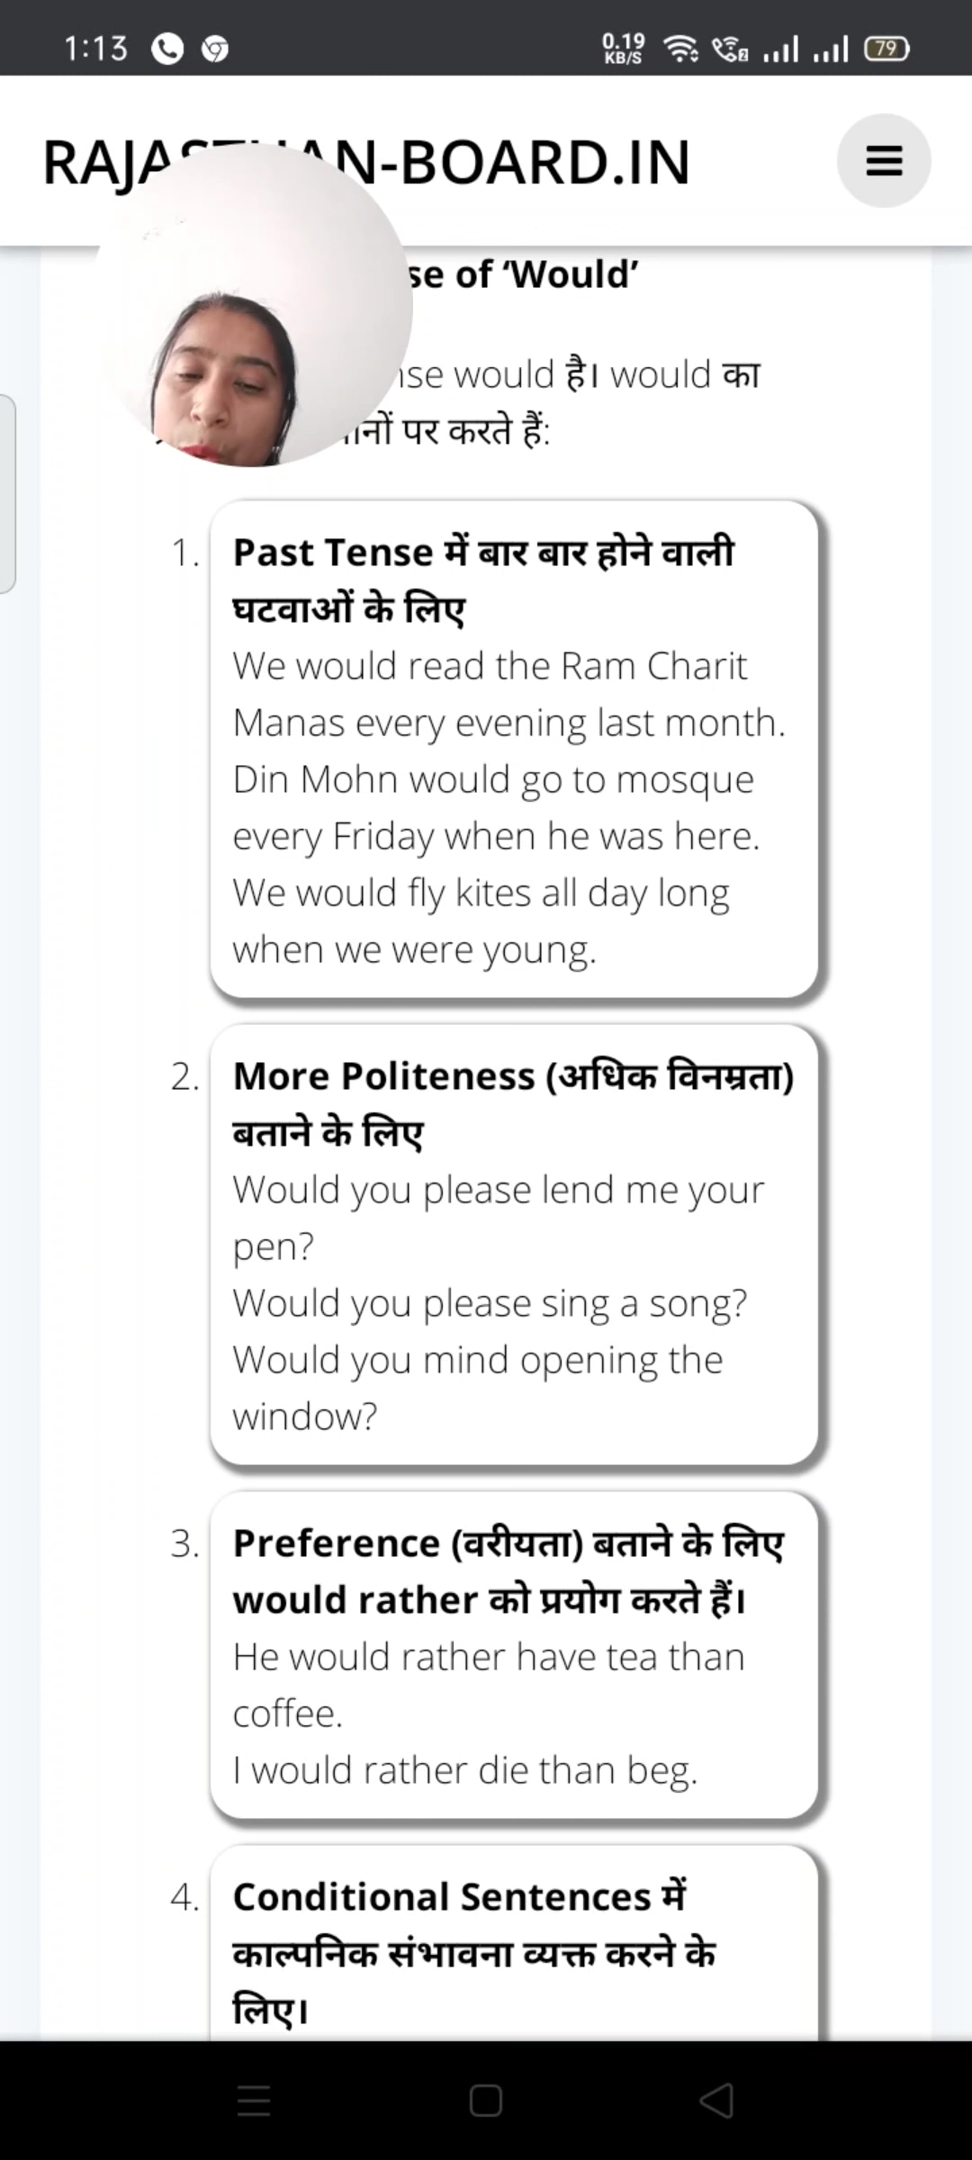 1:13
0.19
KB/S
2
79
-BOARD.IN
of ‘Would’
would है। would का
पर करते हैं:
1. Past Tense में बार बार होने वाली
घटवाओं के लिए
We would read the Ram Charit
Manas every evening last month.
Din Mohn would go to mosque
every Friday when he was here.
We would fly kites all day long
when we were young.
2. More Politeness (अधिक विनम्रता)
बताने के लिए
Would you please lend me your
pen?
Would you please sing a song?
Would you mind opening the
window?
3. Preference (वरीयता) बताने के लिए
would rather को प्रयोग करते हैं।
He would rather have tea than
coffee.
I would rather die than beg.
4. Conditional Sentences में
काल्पनिक संभावना व्यक्त करने के
लिए।